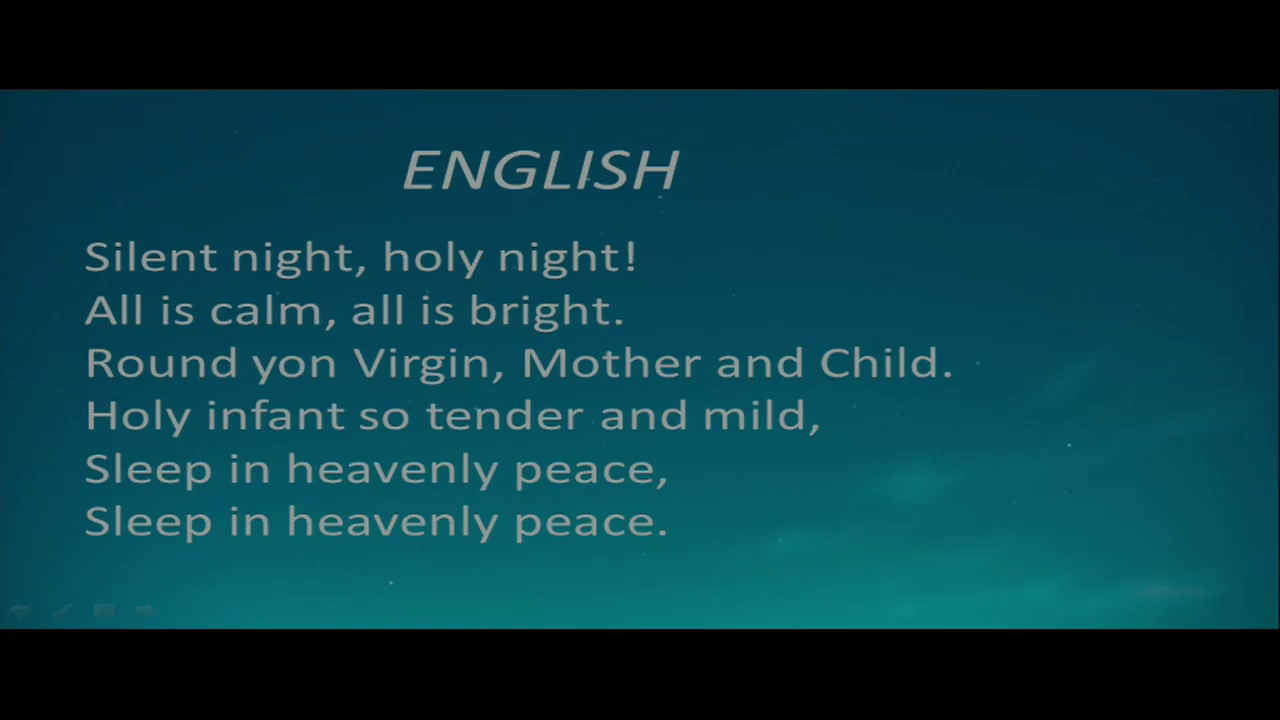 ENGLISH
Silent night, holy night!
All is calm, all is bright.
Round yon Virgin, Mother and Child.
Holy infant so tender and mild,
Sleep in heavenly peace,
Sleep in heavenly peace.